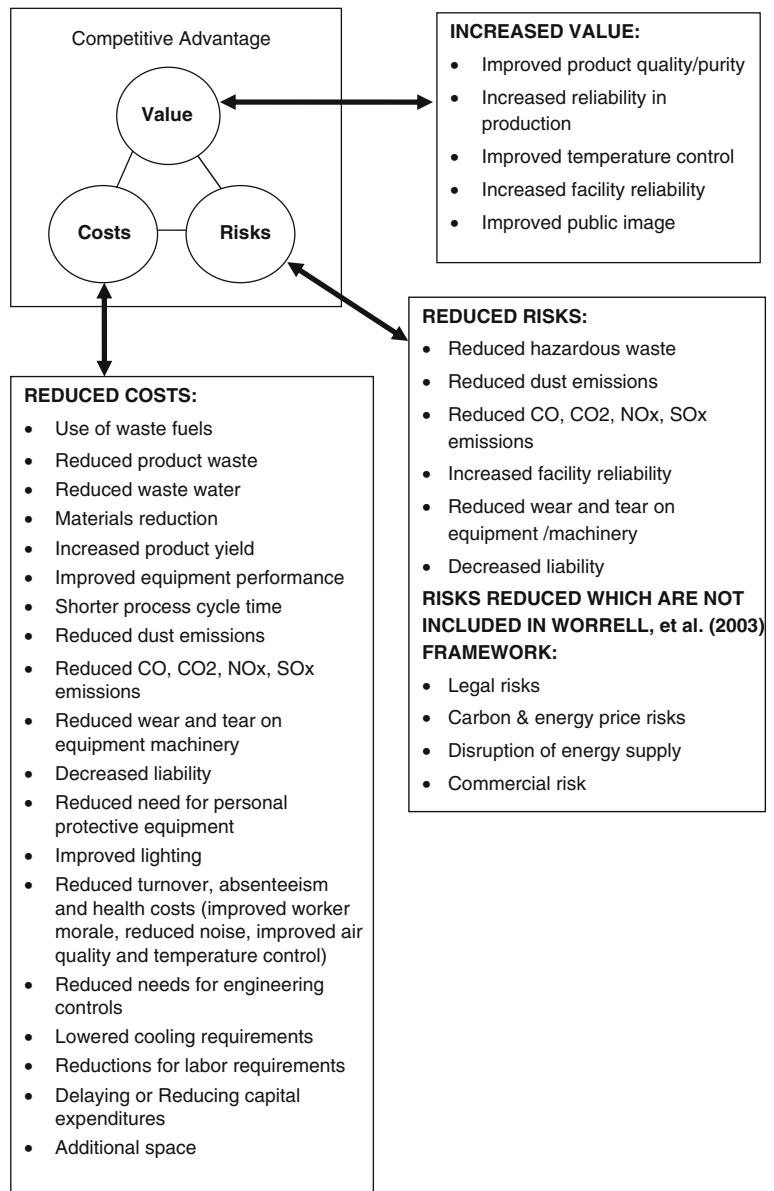 Competitive Advantage
Value
Costs
Risks
INCREASED VALUE:
• Improved product quality/purity
• Increased reliability in
production
• Improved temperature control
• Increased facility reliability
• Improved public image
REDUCED RISKS:
• Reduced hazardous waste
• Reduced dust emissions
• Reduced CO, CO2, NOx, SOx
emissions
• Increased facility reliability
• Reduced wear and tear on
equipment /machinery
• Decreased liability
RISKS REDUCED WHICH ARE NOT
INCLUDED IN WORRELL, et al. (2003)
FRAMEWORK:
• Legal risks
• Carbon & energy price risks
• Disruption of energy supply
• Commercial risk
REDUCED COSTS:
• Use of waste fuels
• Reduced product waste
• Reduced waste water
• Materials reduction
• Increased product yield
• Improved equipment performance
• Shorter process cycle time
• Reduced dust emissions
• Reduced CO, CO2, NOx, SOx
emissions
• Reduced wear and tear on
equipment machinery
• Decreased liability
• Reduced need for personal
protective equipment
• Improved lighting
• Reduced turnover, absenteeism
and health costs (improved worker
morale, reduced noise, improved air
quality and temperature control)
• Reduced needs for engineering
controls
• Lowered cooling requirements
• Reductions for labor requirements
• Delaying or Reducing capital
expenditures
• Additional space